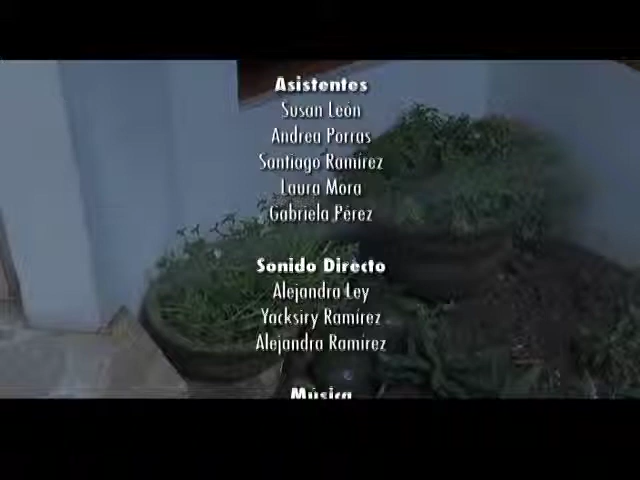 Asistentes
Susan León
Andrea Porras
Santiago Ramírez
Laura Mora
Gabriela Pérez
Sonido Directo
Alejandra Ley
Yacksiry Ramírez
Alejandra Ramírez
Música